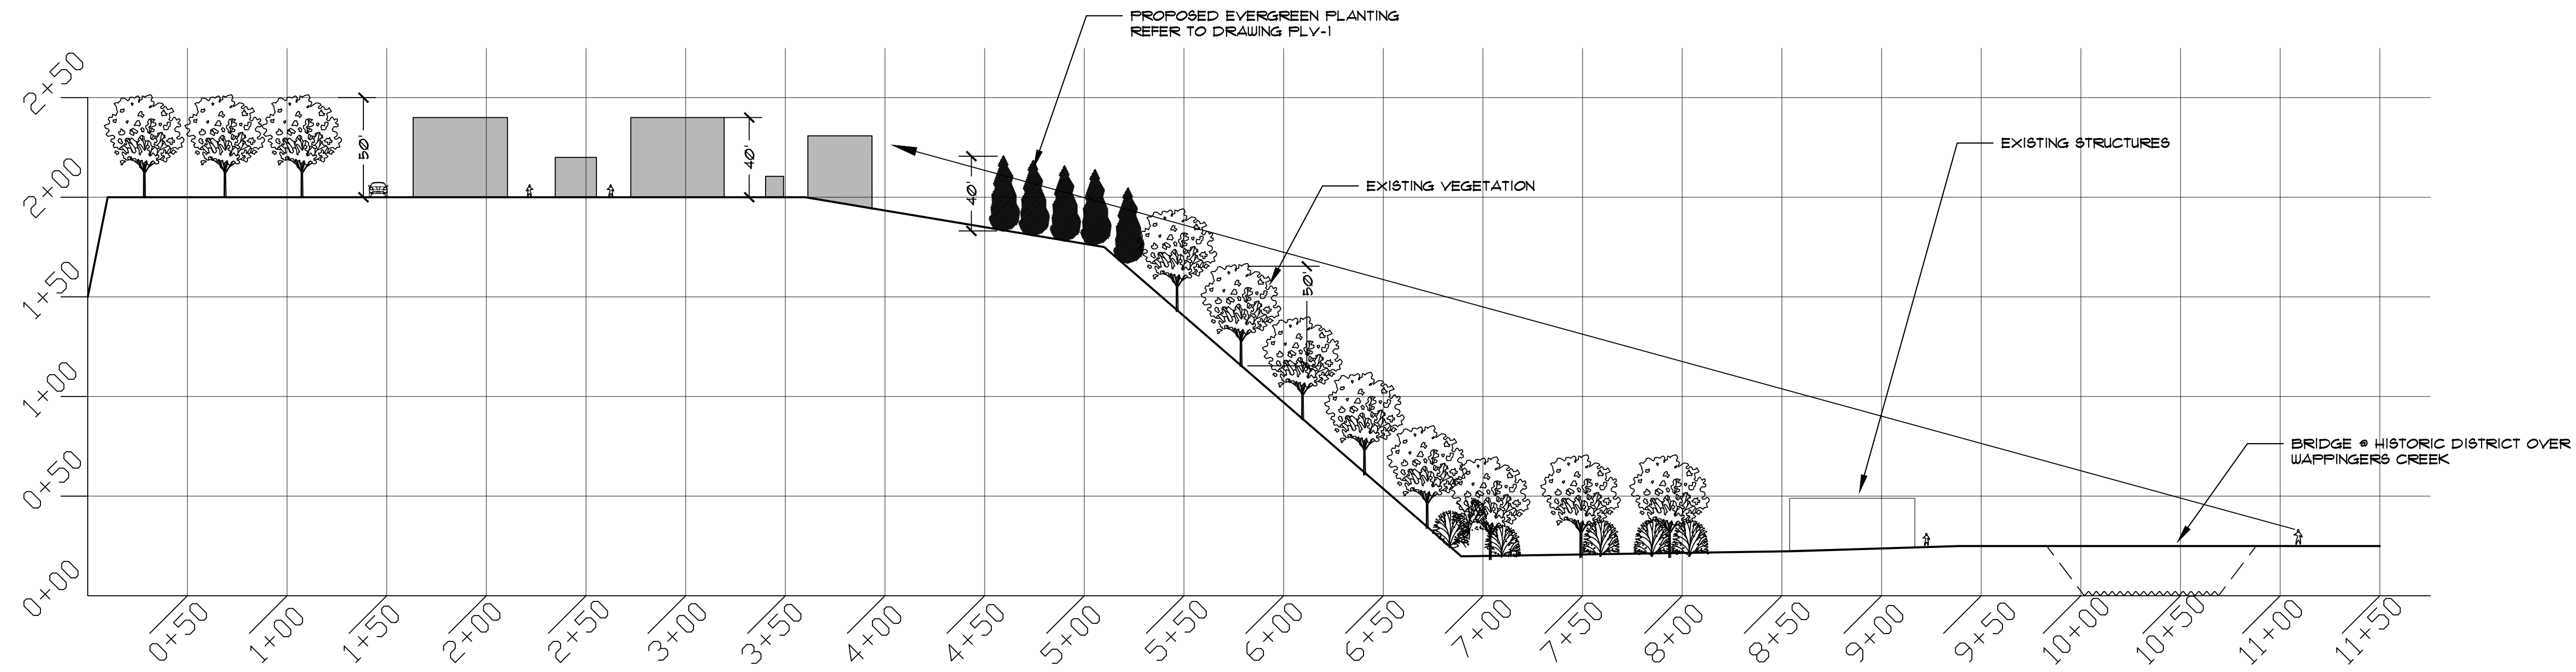 PROPOSED EVERGREEN PLANTING
REFER TO DRAWING PLV-1
2+50
50'
40'
EXISTING STRUCTURES
2+00
40'
EXISTING VEGETATION
1+50
50'
1+00
0+50
BRIDGE @ HISTORIC DISTRICT OVER
WAPPINGERS CREEK
0+00
0+50 1+00 1+50 2+00 2+50 3+00 3+50 4+00 4+50 5+00 5+50 6+00 6+50 7+00 7+50 8+00 8+50 9+00 9+50 10+00 10+50 11+00 11+50